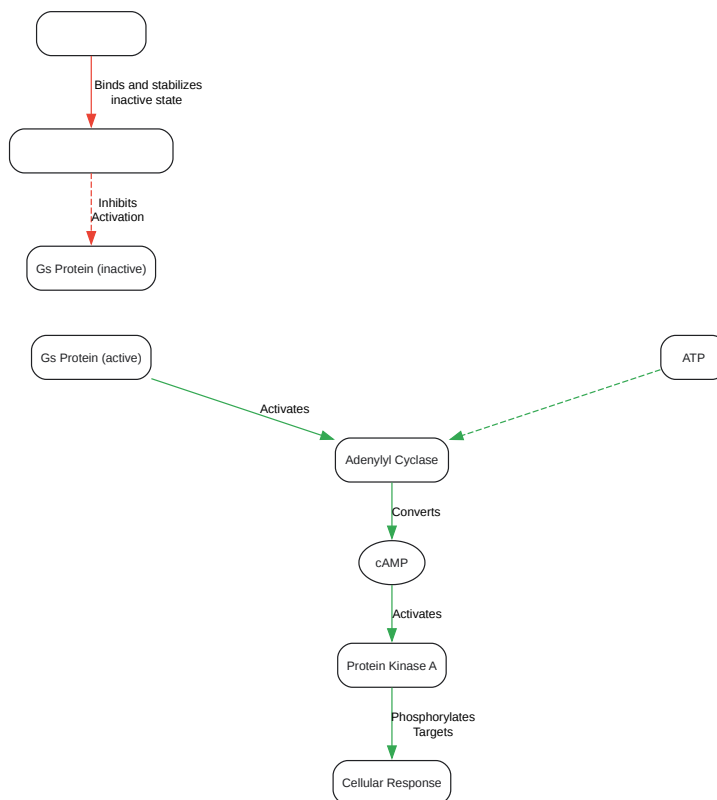 Binds and stabilizes
inactive state
Inhibits
Activation
Gs Protein (inactive)
Gs Protein (active)
ATP
Activates
Adenylyl Cyclase
Converts
cAMP
Activates
Protein Kinase A
Phosphorylates
Targets
Cellular Response